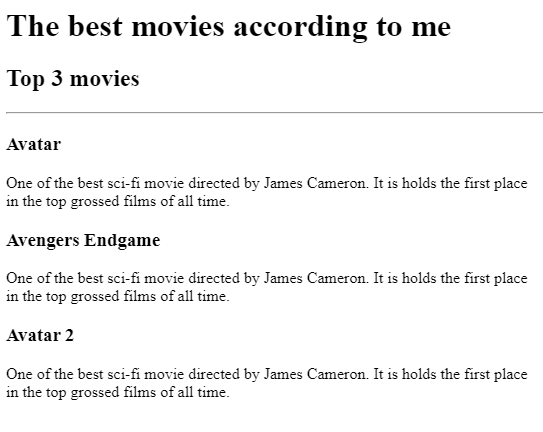 The best movies according to me
Top 3 movies
Avatar
One of the best sci-fi movie directed by James Cameron. It is holds the first place
in the top grossed films of all time.
Avengers Endgame
One of the best sci-fi movie directed by James Cameron. It is holds the first place
in the top grossed films of all time.
Avatar 2
One of the best sci-fi movie directed by James Cameron. It is holds the first place
in the top grossed films of all time.